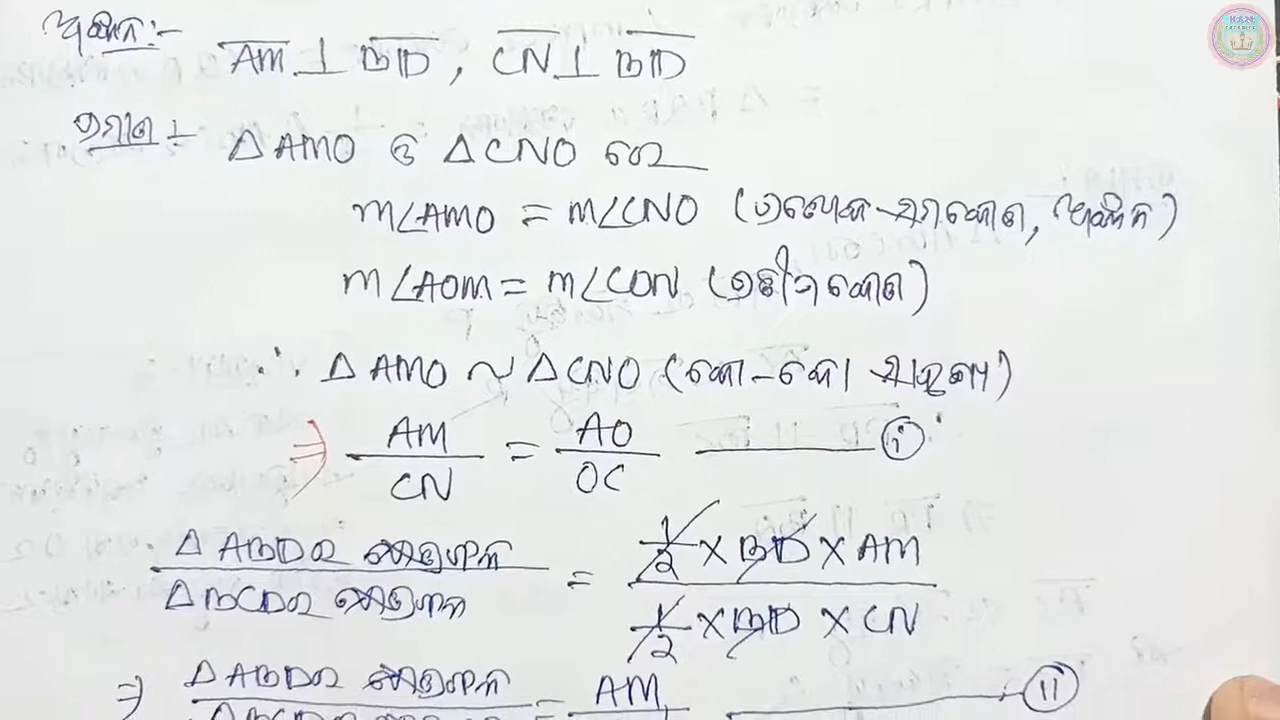 ଅଙ୍କନ :- AM ⊥ BD, CN ⊥ BD
ପ୍ରମାଣ :- △AMO ଓ △CNO ରେ
m∠AMO = m∠CNO (ପ୍ରତ୍ୟେକ ସମକୋଣ, ଅଙ୍କନ)
m∠AOM = m∠CON (ପ୍ରତୀପ କୋଣ)
∴ △AMO ~ △CNO (କୋ-କୋ ସାଦୃଶ୍ୟ)
⇒ AM/CN = AO/OC ——— (i)
△ABDର କ୍ଷେତ୍ରଫଳ / △BCDର କ୍ଷେତ୍ରଫଳ = 1/2 × BD × AM / 1/2 × BD × CN
⇒ △ABDର କ୍ଷେତ୍ରଫଳ / △BCDର କ୍ଷେତ୍ରଫଳ = AM ——— (ii)